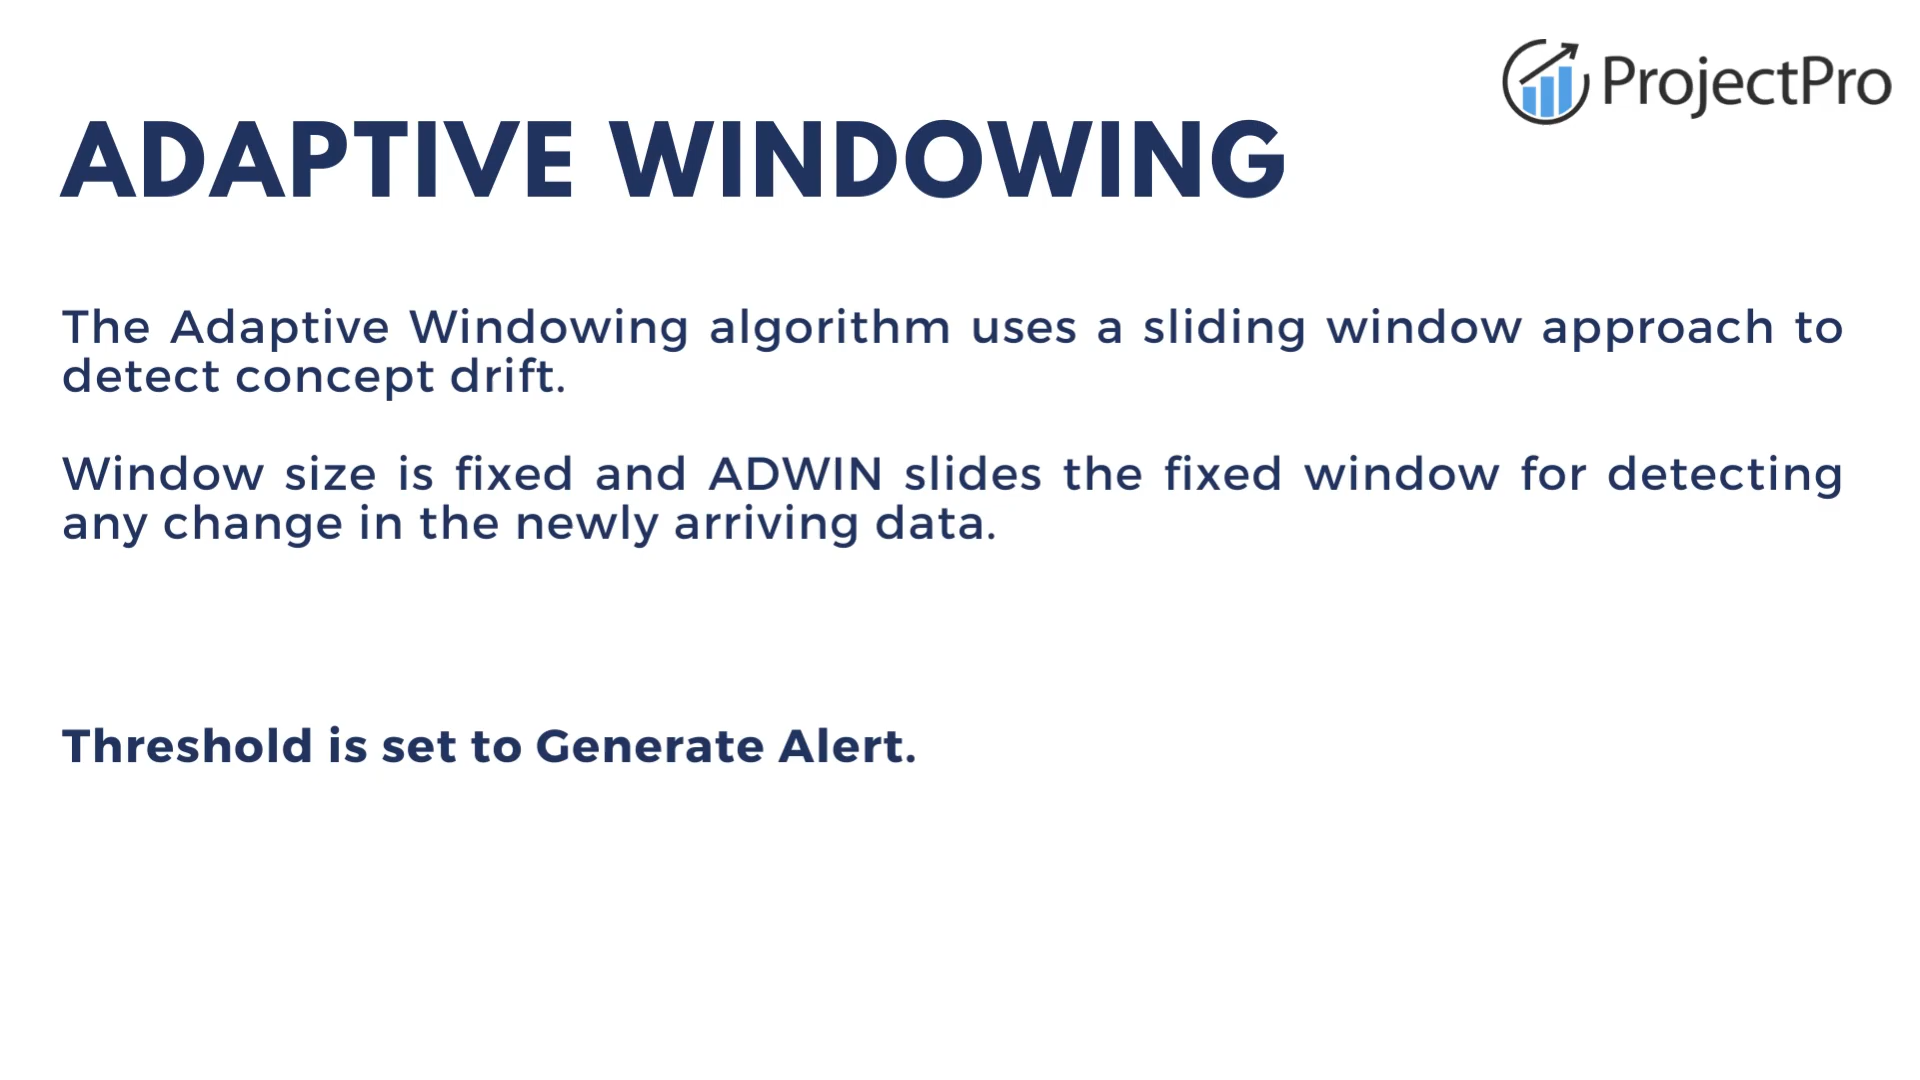 ProjectPro
ADAPTIVE WINDOWING
The Adaptive Windowing algorithm uses a sliding window approach to
detect concept drift.
Window size is fixed and ADWIN slides the fixed window for detecting
any change in the newly arriving data.
Threshold is set to Generate Alert.